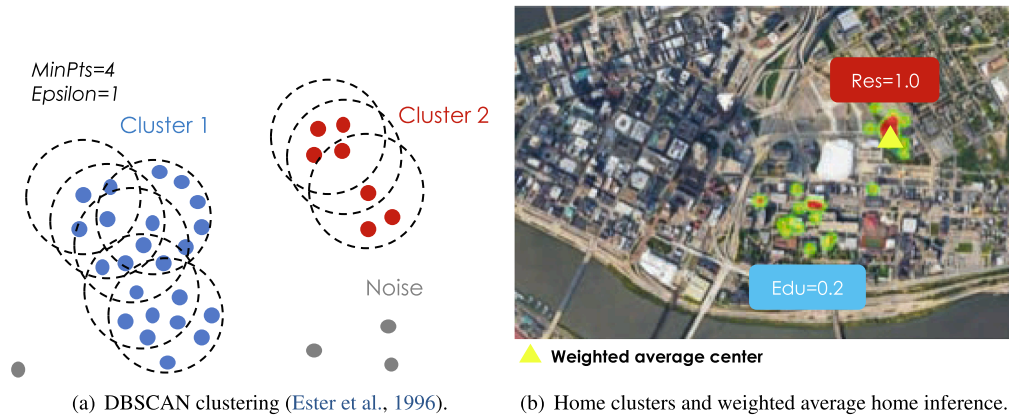 MinPts=4
Epsilon=1
Cluster 1
Cluster 2
Noise
(a) DBSCAN clustering (Ester et al., 1996).
Res=1.0
Edu=0.2
Weighted average center
(b) Home clusters and weighted average home inference.